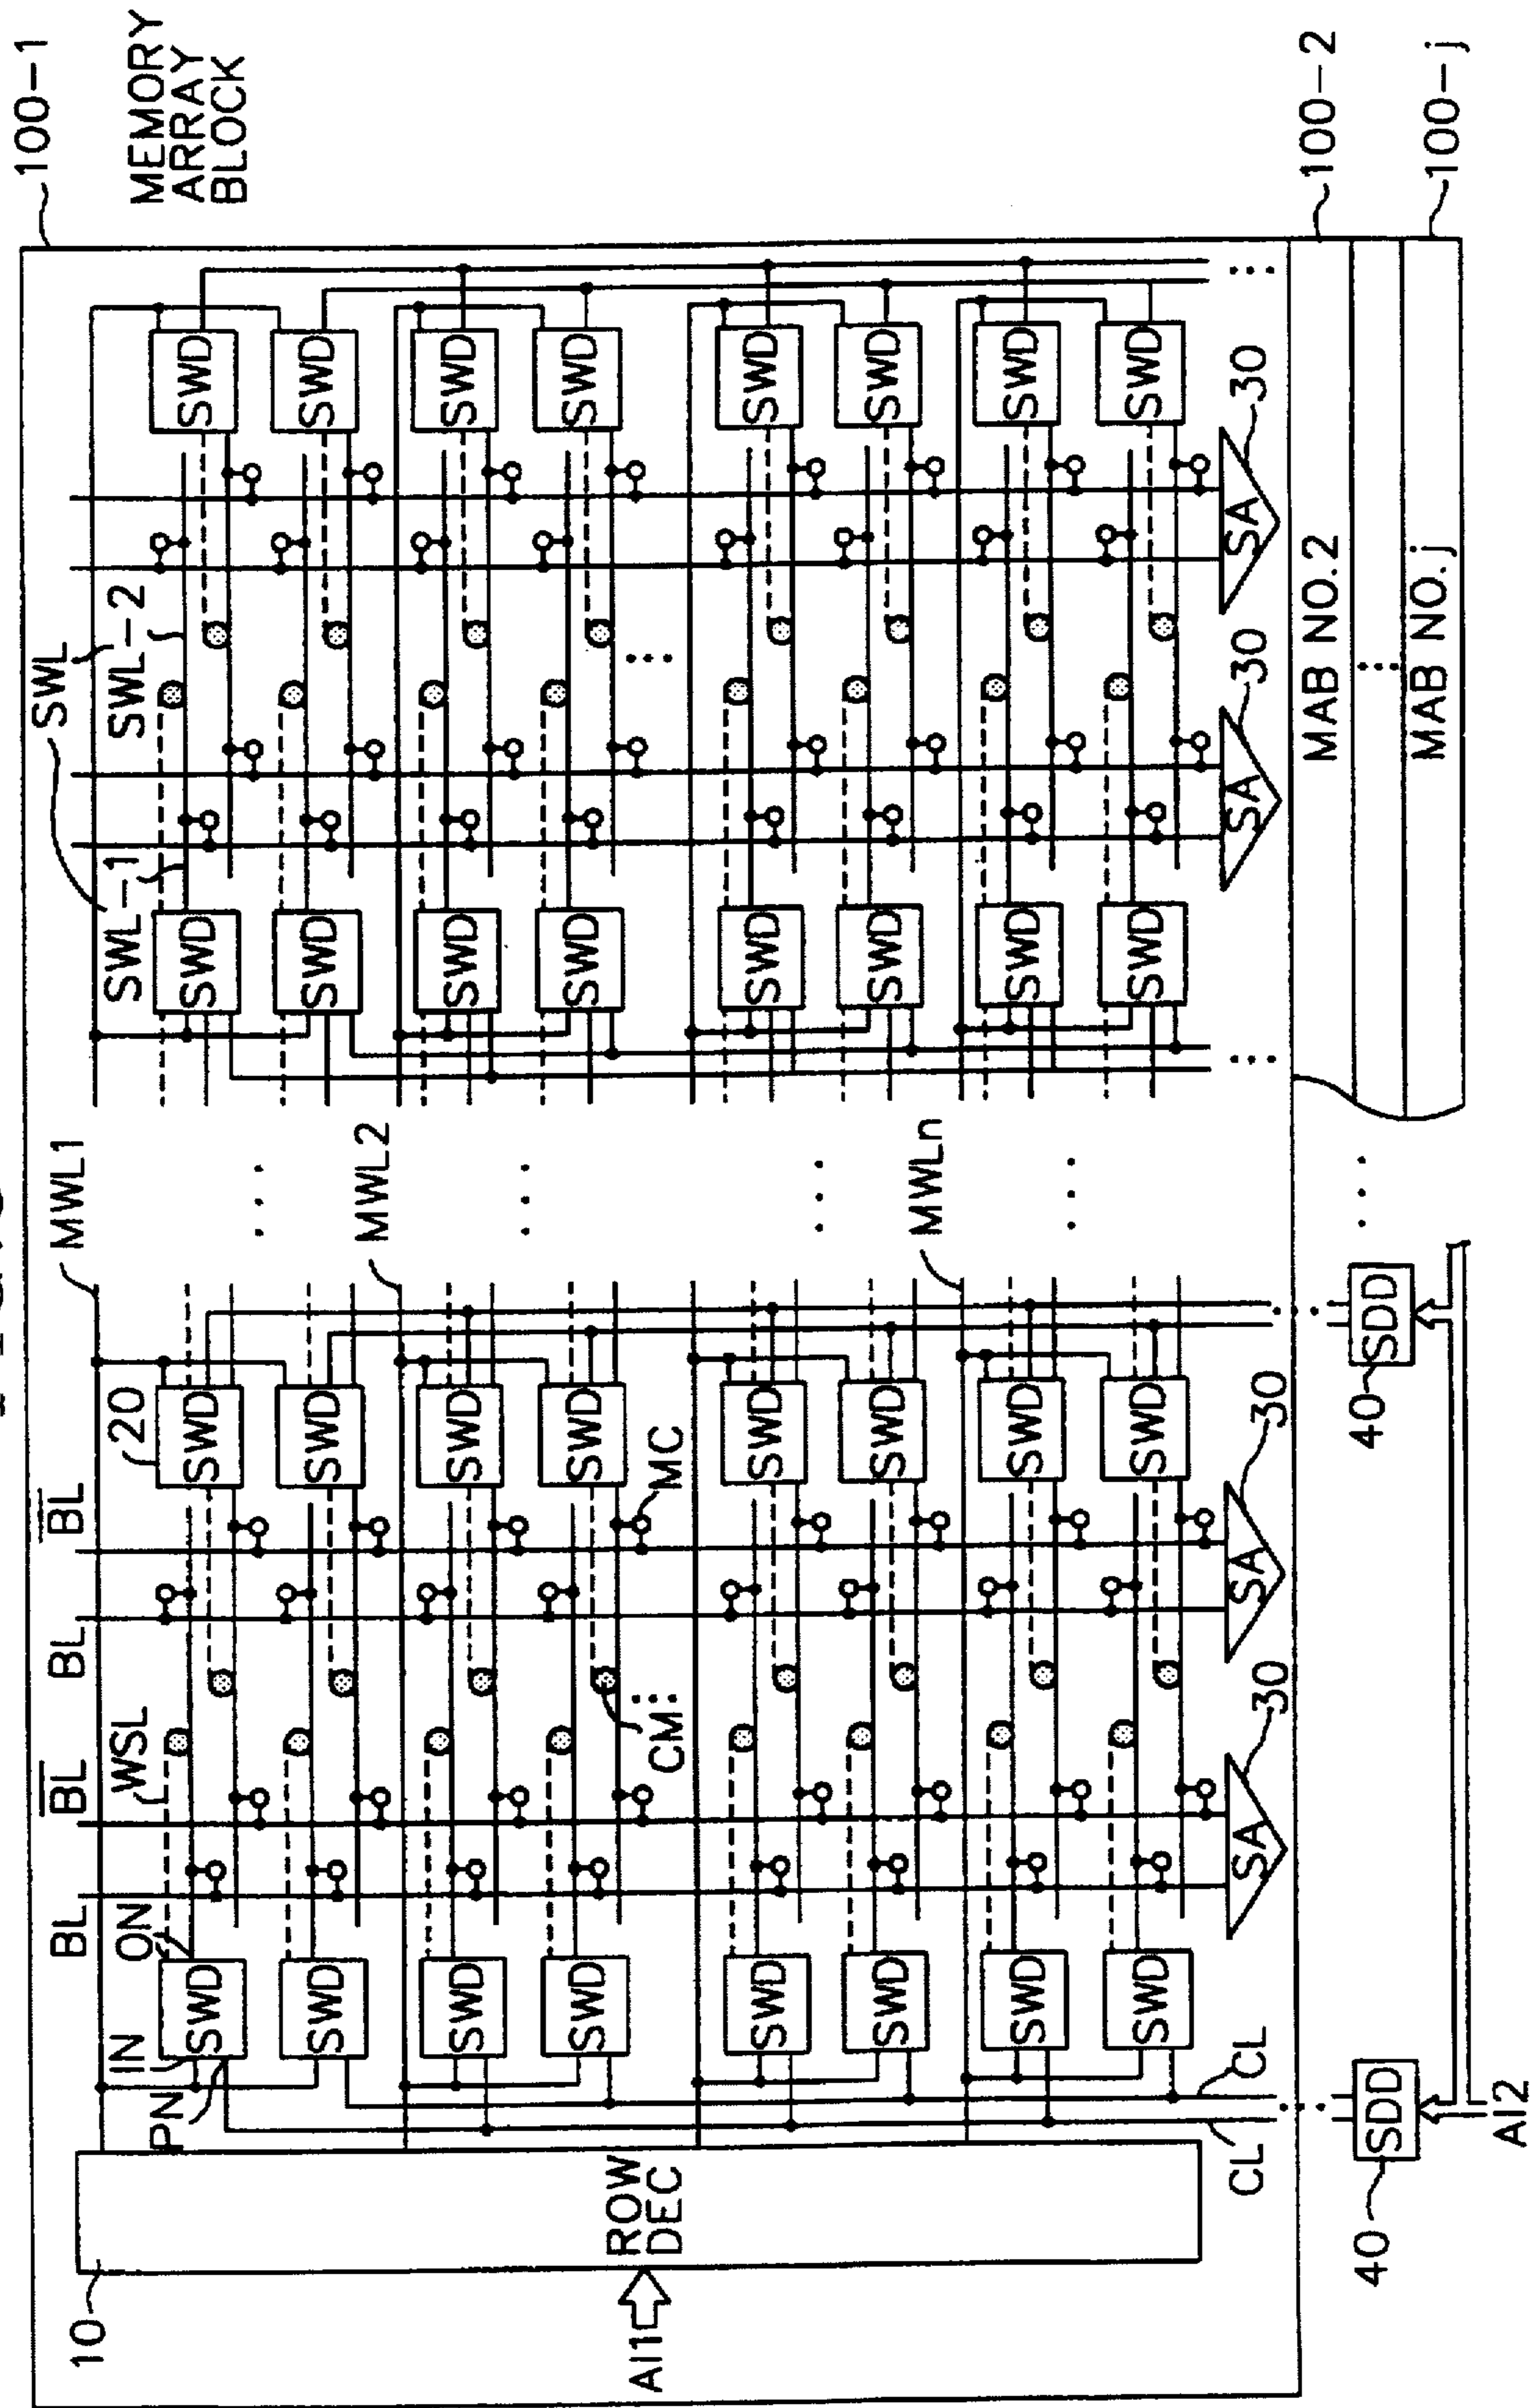 100-1
MEMORY
ARRAY
BLOCK
10
PN
IN
BL
ON
B̅L̅
WSL
BL
B̅L̅
20
MWL1
SWL
SWL-1
SWL-2
SWD SWD SWD SWD
SWD SWD SWD SWD
MWL2
SWD SWD SWD SWD
SWD SWD SWD SWD
AI1
ROW
DEC
CM
MC
SWD SWD SWD SWD
SWD SWD SWD SWD
MWLn
SWD SWD SWD SWD
SWD SWD SWD SWD
CL
CL
SA SA SA SA
30 30 30 30
MAB NO.2
100-2
40 SDD
40 SDD
MAB NO.j
100-j
AI2